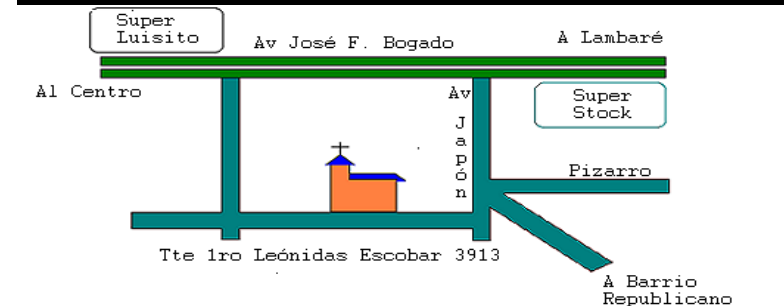 Super
Luisito
Av José F. Bogado
A Lambaré
Al Centro
Av
Japón
Super
Stock
Pizarro
Tte 1ro Leónidas Escobar 3913
A Barrio
Republicano